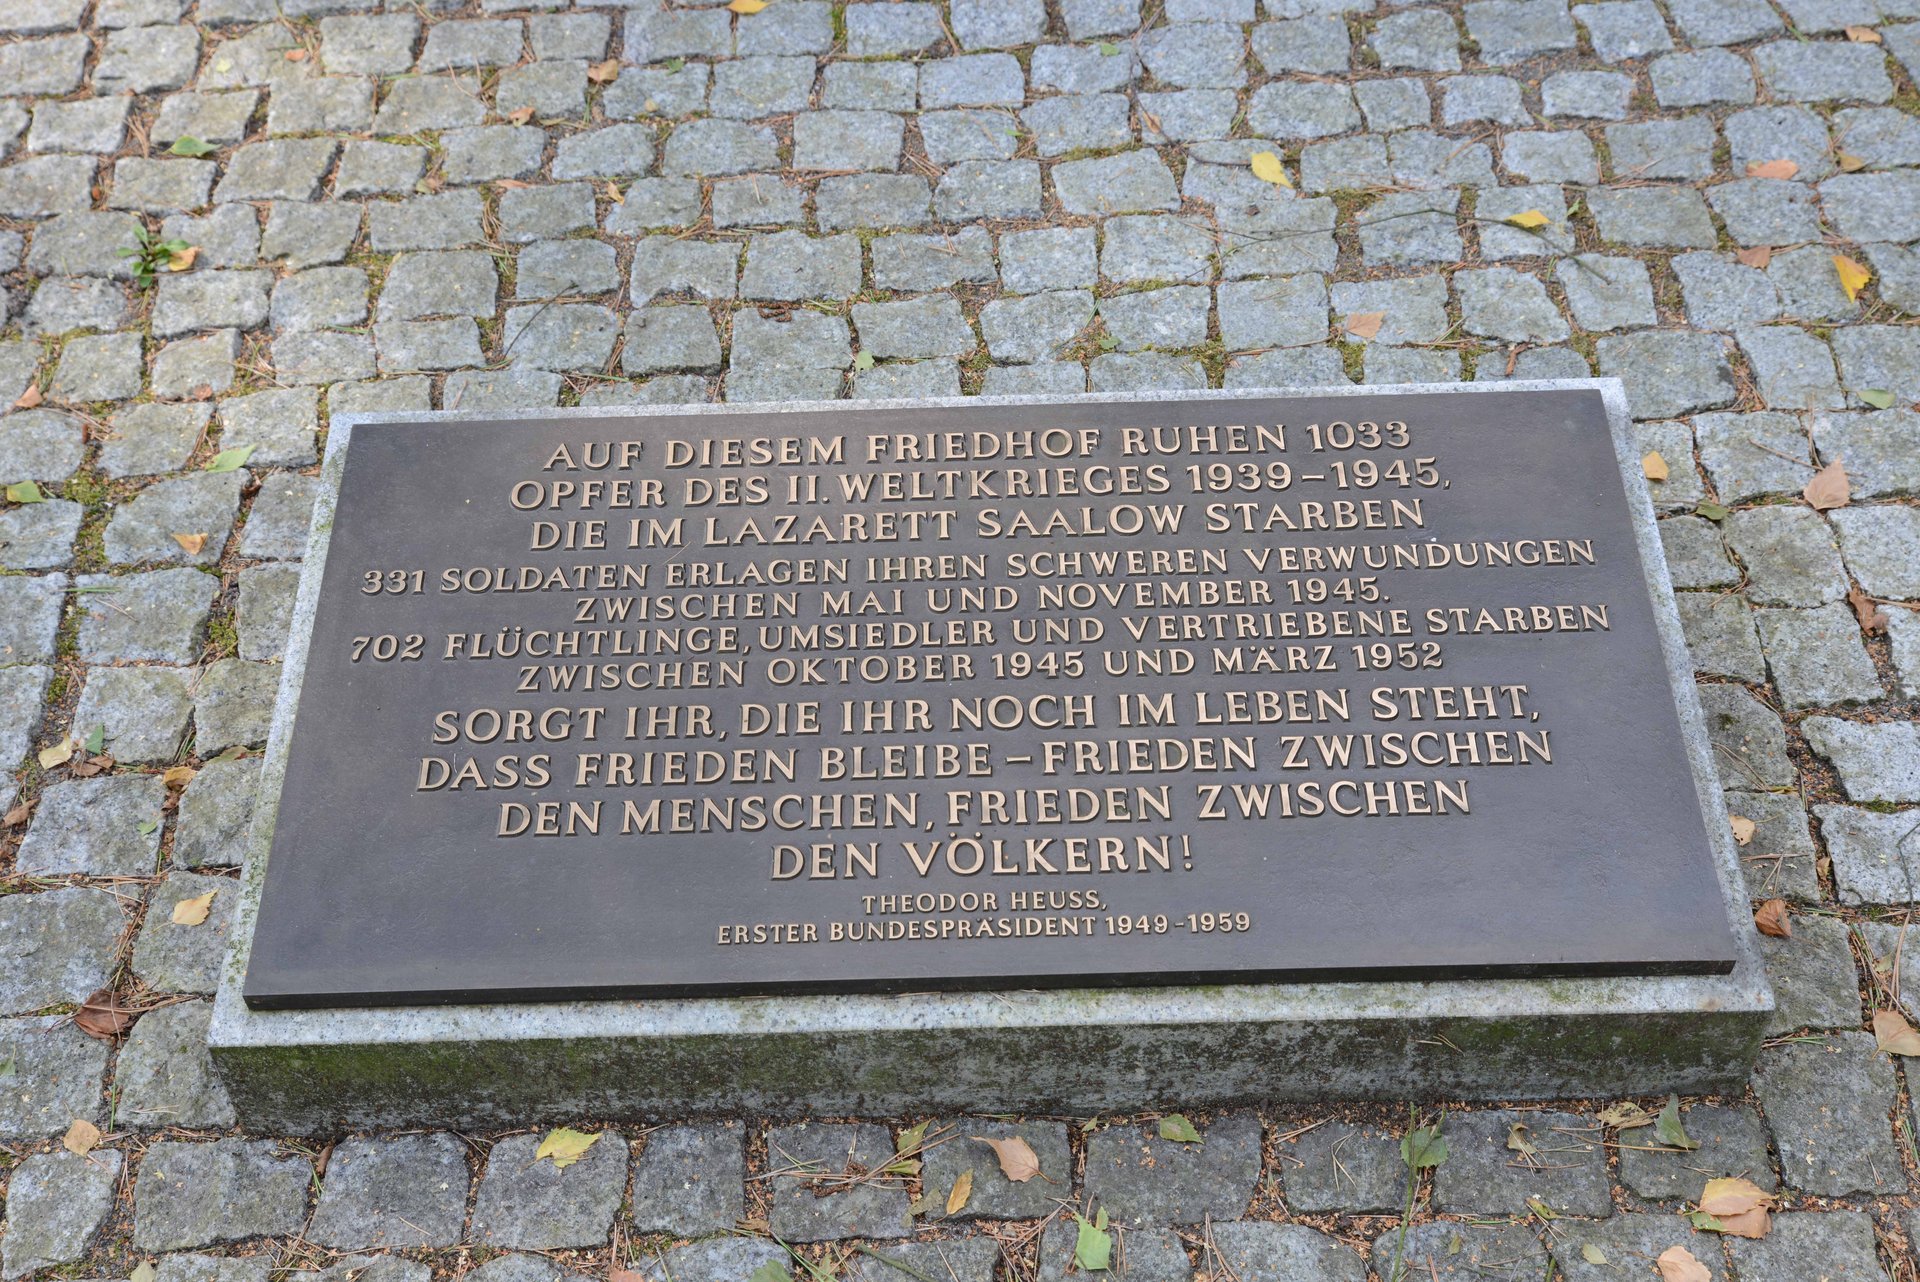 AUF DIESEM FRIEDHOF RUHEN 1033
OPFER DES II. WELTKRIEGES 1939–1945,
DIE IM LAZARETT SAALOW STARBEN
331 SOLDATEN ERLAGEN IHREN SCHWEREN VERWUNDUNGEN
ZWISCHEN MAI UND NOVEMBER 1945.
702 FLÜCHTLINGE, UMSIEDLER UND VERTRIEBENE STARBEN
ZWISCHEN OKTOBER 1945 UND MÄRZ 1952
SORGT IHR, DIE IHR NOCH IM LEBEN STEHT,
DASS FRIEDEN BLEIBE – FRIEDEN ZWISCHEN
DEN MENSCHEN, FRIEDEN ZWISCHEN
DEN VÖLKERN!
THEODOR HEUSS,
ERSTER BUNDESPRÄSIDENT 1949-1959